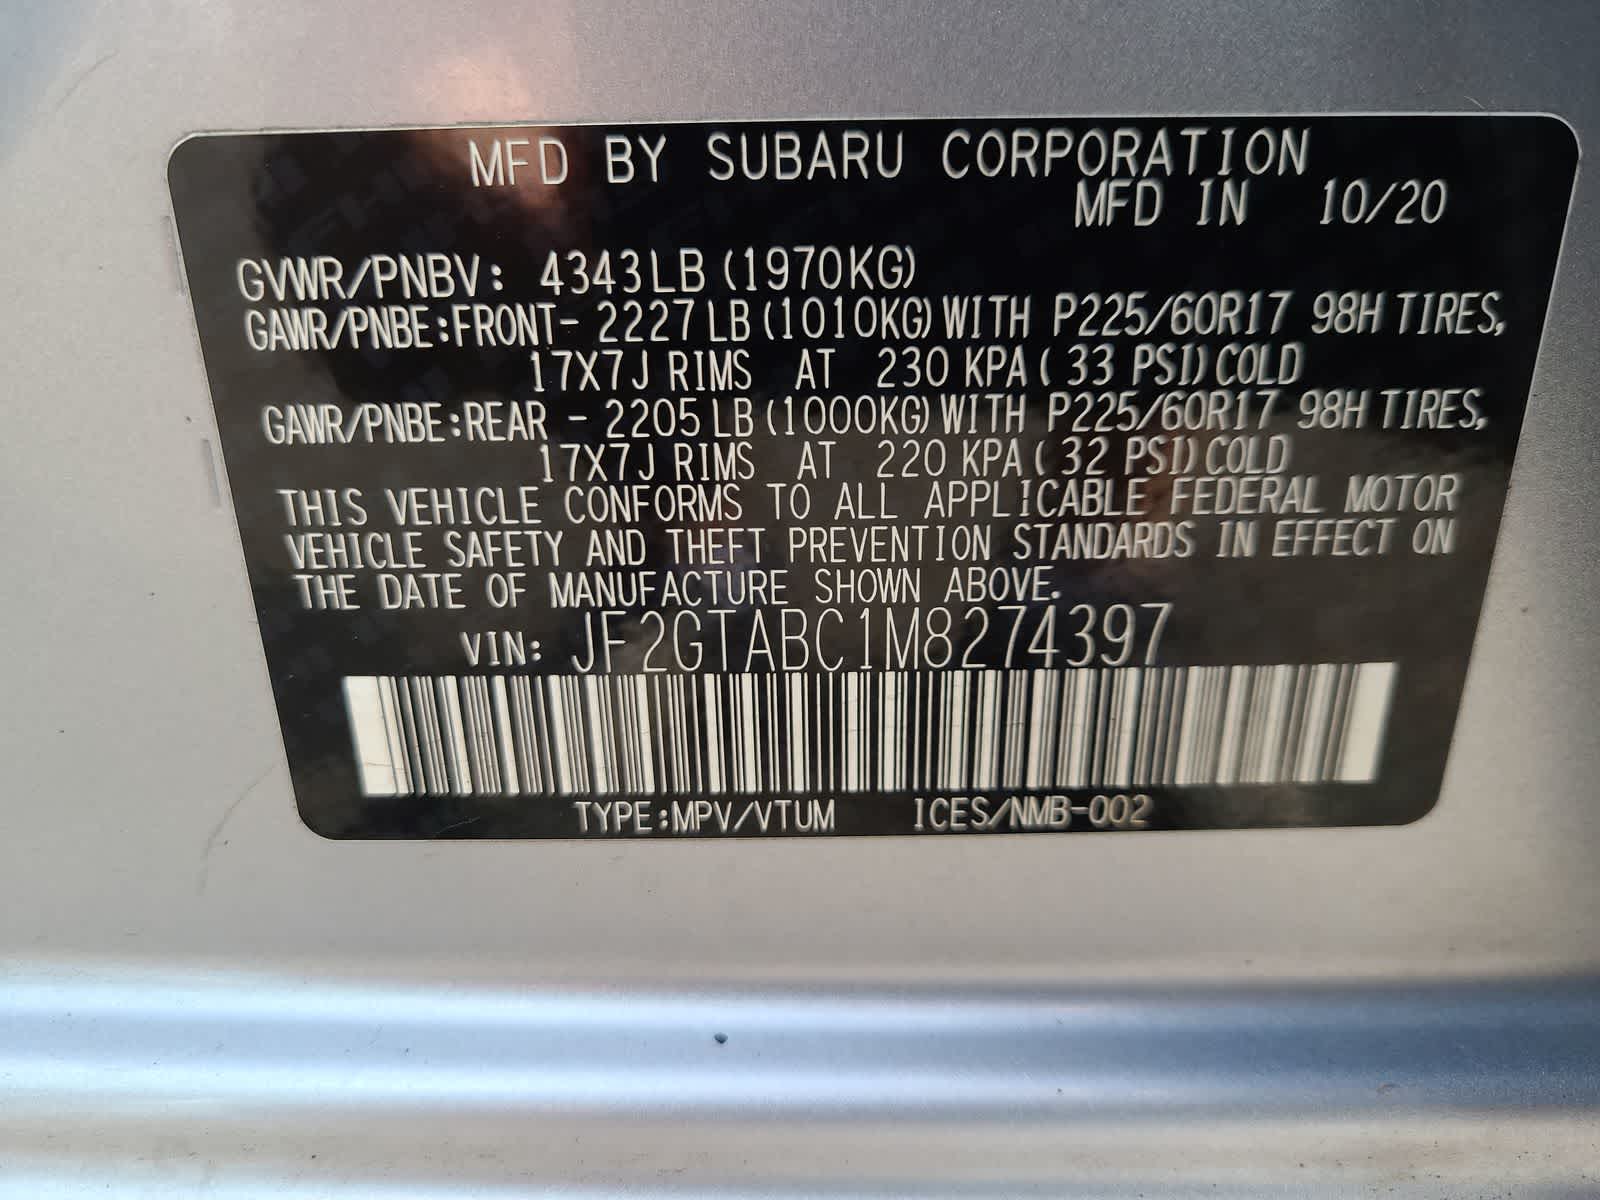 MFD BY SUBARU CORPORATION
MFD IN 10/20
GVWR/PNBV: 4343LB (1970KG)
GAWR/PNBE:FRONT- 2227LB (1010KG) WITH P225/60R17 98H TIRES,
17X7J RIMS AT 230 KPA ( 33 PSI) COLD
GAWR/PNBE:REAR - 2205LB (1000KG) WITH P225/60R17 98H TIRES,
17X7J RIMS AT 220 KPA ( 32 PSI) COLD
THIS VEHICLE CONFORMS TO ALL APPLICABLE FEDERAL MOTOR
VEHICLE SAFETY AND THEFT PREVENTION STANDARDS IN EFFECT ON
THE DATE OF MANUFACTURE SHOWN ABOVE.
VIN: JF2GTABC1M8274397
TYPE:MPV/VTUM ICES/NMB-002